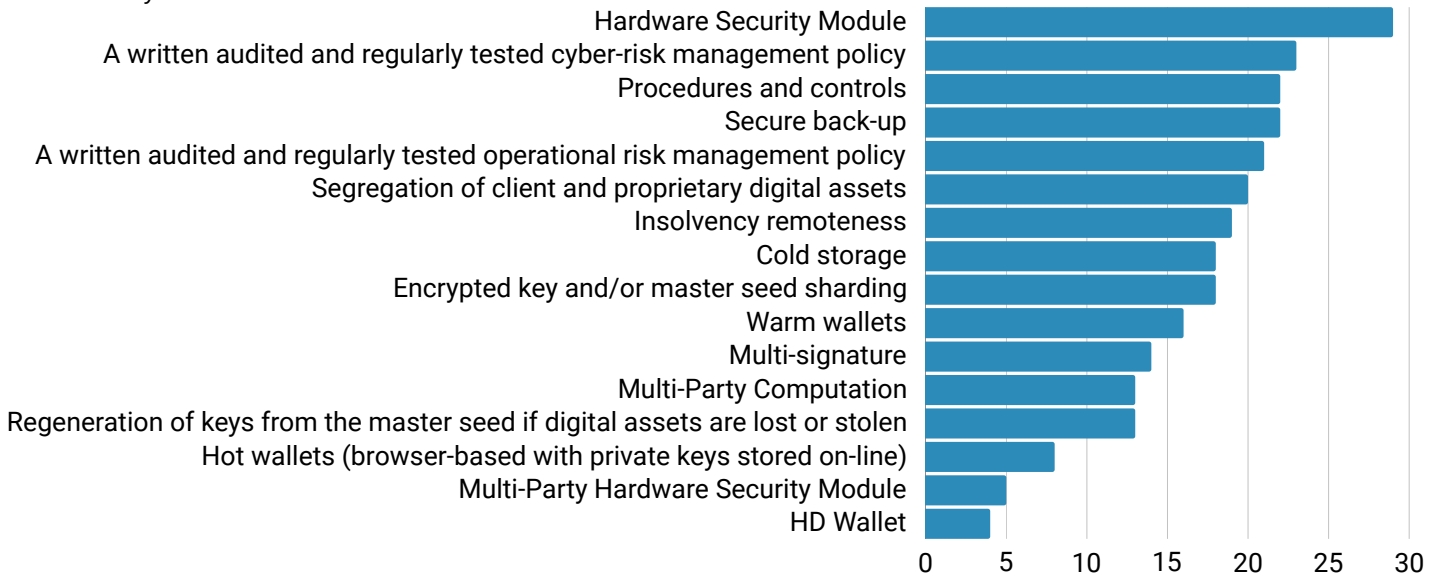 Hardware Security Module
A written audited and regularly tested cyber-risk management policy
Procedures and controls
Secure back-up
A written audited and regularly tested operational risk management policy
Segregation of client and proprietary digital assets
Insolvency remoteness
Cold storage
Encrypted key and/or master seed sharding
Warm wallets
Multi-signature
Multi-Party Computation
Regeneration of keys from the master seed if digital assets are lost or stolen
Hot wallets (browser-based with private keys stored on-line)
Multi-Party Hardware Security Module
HD Wallet
0 5 10 15 20 25 30